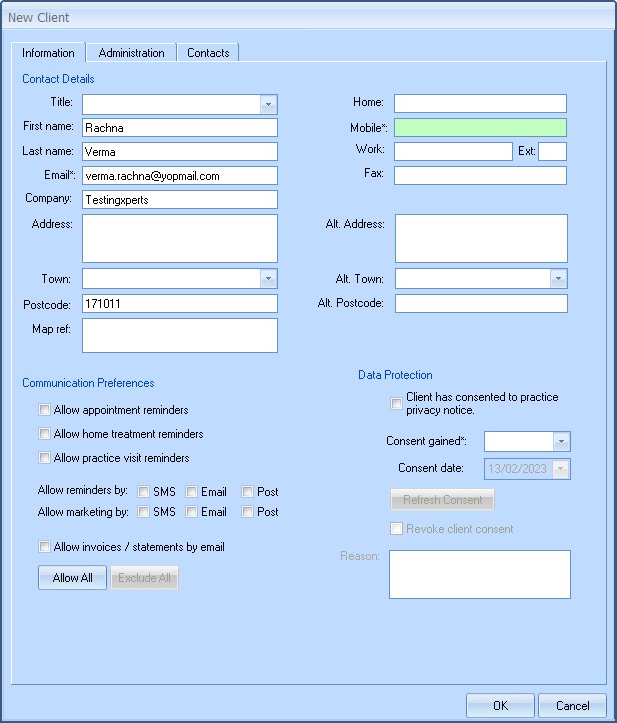 New Client
Information Administration Contacts
Contact Details
Title: Home:
First name: Rachna Mobile*:
Last name: Verma Work: Ext:
Email*: verma.rachna@yopmail.com Fax:
Company: Testingxperts
Address: Alt. Address:
Town: Alt. Town:
Postcode: 171011 Alt. Postcode:
Map ref:
Communication Preferences
Allow appointment reminders
Allow home treatment reminders
Allow practice visit reminders
Allow reminders by: SMS Email Post
Allow marketing by: SMS Email Post
Allow invoices / statements by email
Allow All Exclude All
Data Protection
Client has consented to practice
privacy notice.
Consent gained*:
Consent date: 13/02/2023
Refresh Consent
Revoke client consent
Reason:
OK Cancel